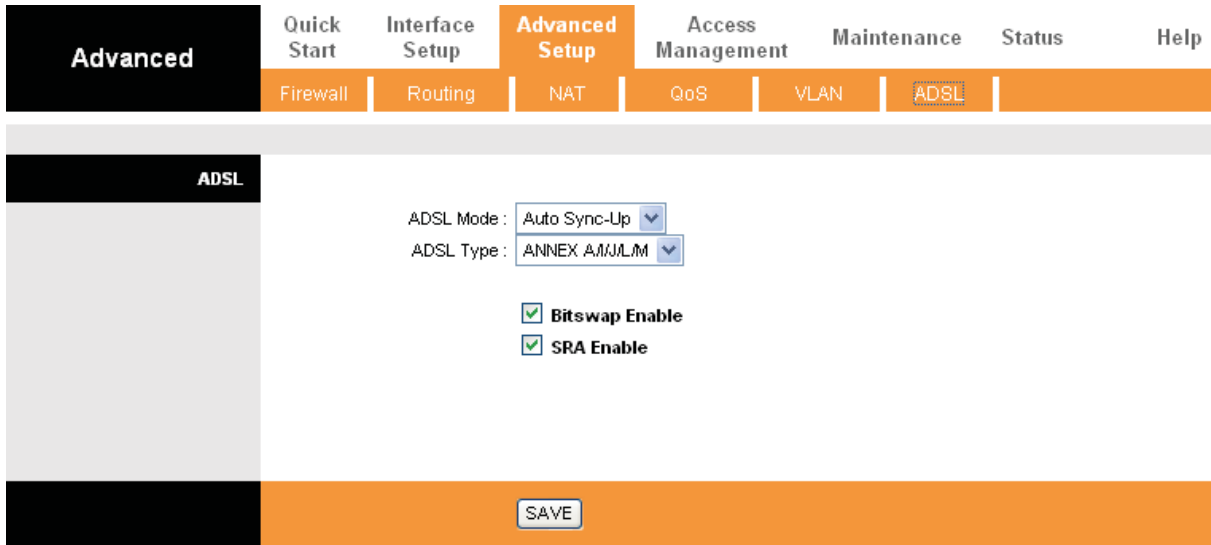 Advanced
Quick Start
Interface Setup
Advanced Setup
Access Management
Maintenance
Status
Help
Firewall
Routing
NAT
QoS
VLAN
ADSL
ADSL
ADSL Mode : Auto Sync-Up
ADSL Type : ANNEX A/I/J/L/M
Bitswap Enable
SRA Enable
SAVE